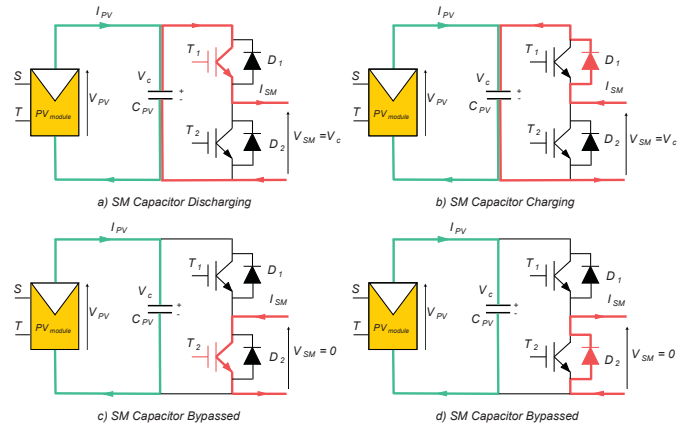 I_PV
S
T
PV_module
V_PV
V_c
C_PV
+
-
T_1
D_1
I_SM
T_2
D_2
V_SM =V_c
a) SM Capacitor Discharging
I_PV
S
T
PV_module
V_PV
V_c
C_PV
+
-
T_1
D_1
I_SM
T_2
D_2
V_SM=V_c
b) SM Capacitor Charging
I_PV
S
T
PV_module
V_PV
V_c
C_PV
+
-
T_1
D_1
I_SM
T_2
D_2
V_SM = 0
c) SM Capacitor Bypassed
I_PV
S
T
PV_module
V_PV
V_c
C_PV
+
-
T_1
D_1
I_SM
T_2
D_2
V_SM = 0
d) SM Capacitor Bypassed